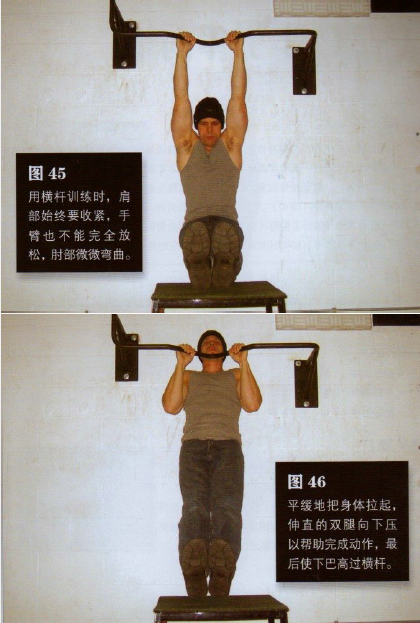 图 45
用横杆训练时，肩
部始终要收紧，手
臂也不能完全放
松，肘部微微弯曲。
图 46
平缓地把身体拉起，
伸直的双腿向下压
以帮助完成动作，最
后使下巴高过横杆。